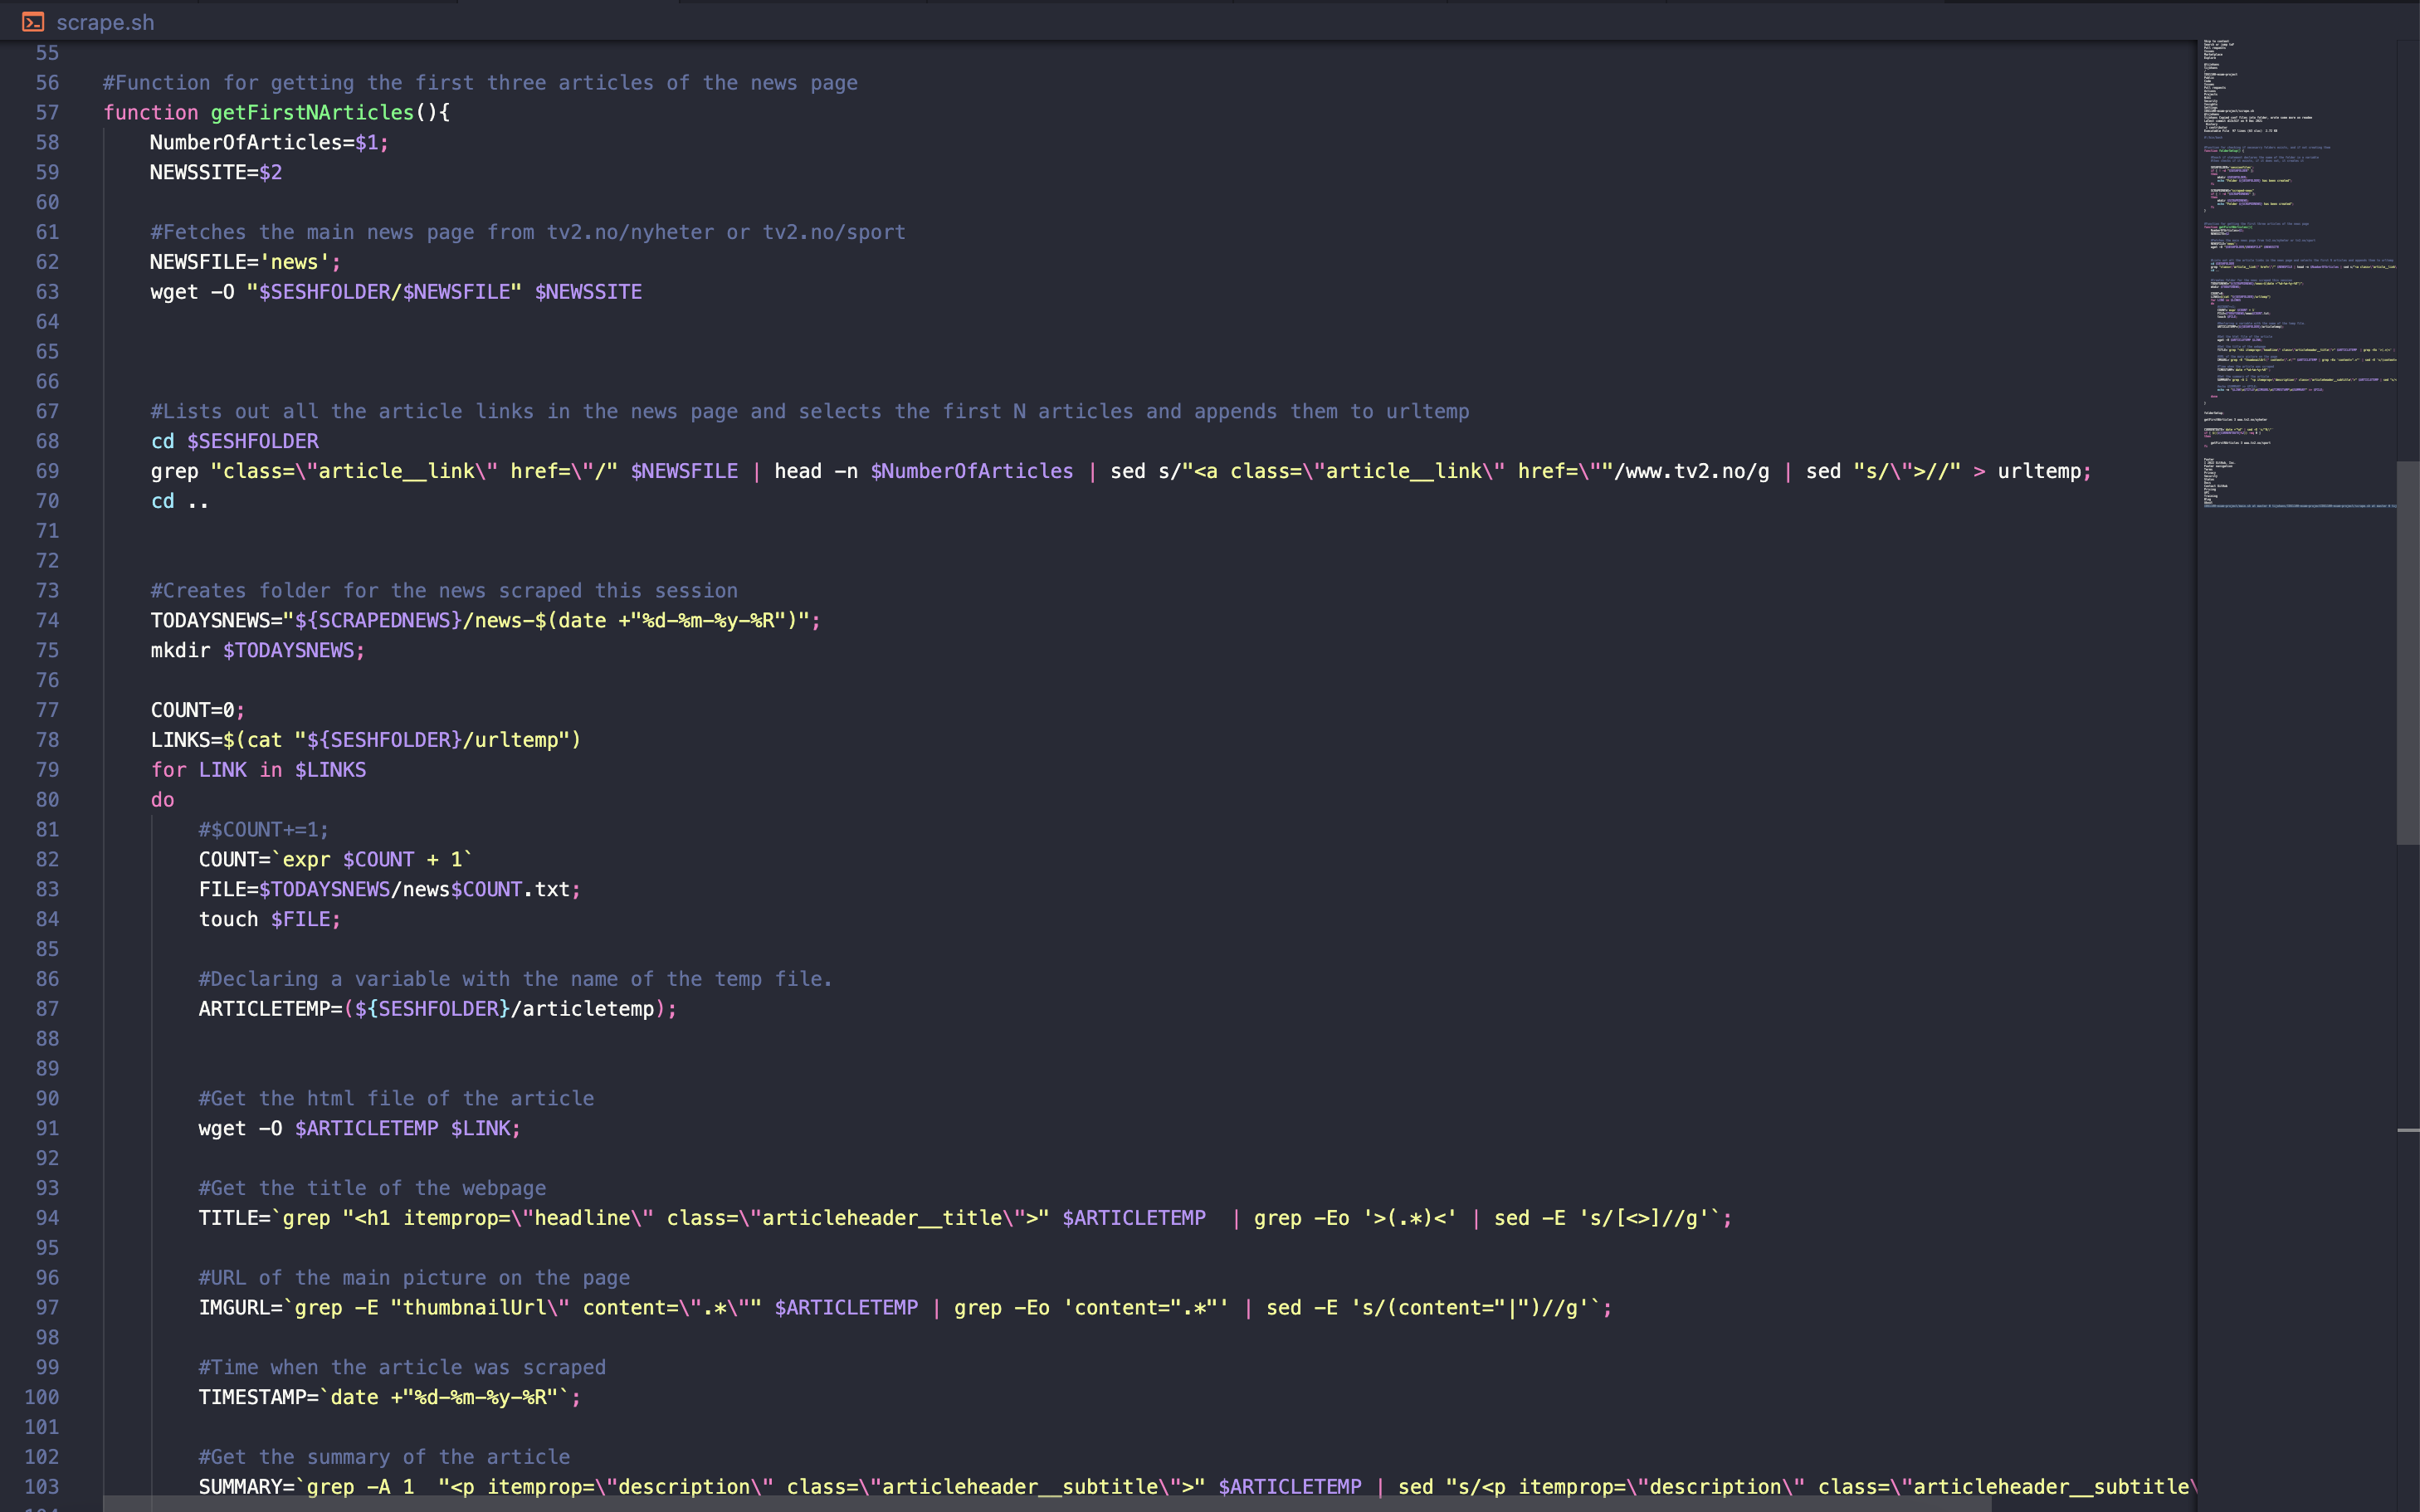 scrape.sh
55
56 #Function for getting the first three articles of the news page
57 function getFirstNArticles(){
58 NumberOfArticles=$1;
59 NEWSSITE=$2
60
61 #Fetches the main news page from tv2.no/nyheter or tv2.no/sport
62 NEWSFILE='news';
63 wget -O "$SESHFOLDER/$NEWSFILE" $NEWSSITE
64
65
66
67 #Lists out all the article links in the news page and selects the first N articles and appends them to urltemp
68 cd $SESHFOLDER
69 grep "class=\"article__link\" href=\"/" $NEWSFILE | head -n $NumberOfArticles | sed s/"<a class=\"article__link\" href=\""/www.tv2.no/g | sed "s/\">//" > urltemp;
70 cd ..
71
72
73 #Creates folder for the news scraped this session
74 TODAYSNEWS="${SCRAPEDNEWS}/news-$(date +"%d-%m-%y-%R")";
75 mkdir $TODAYSNEWS;
76
77 COUNT=0;
78 LINKS=$(cat "${SESHFOLDER}/urltemp")
79 for LINK in $LINKS
80 do
81 #$COUNT+=1;
82 COUNT=`expr $COUNT + 1`
83 FILE=$TODAYSNEWS/news$COUNT.txt;
84 touch $FILE;
85
86 #Declaring a variable with the name of the temp file.
87 ARTICLETEMP=(${SESHFOLDER}/articletemp);
88
89
90 #Get the html file of the article
91 wget -O $ARTICLETEMP $LINK;
92
93 #Get the title of the webpage
94 TITLE=`grep "<h1 itemprop=\"headline\" class=\"articleheader__title\">" $ARTICLETEMP  | grep -Eo '>(.*)<' | sed -E 's/[<>]//g'`;
95
96 #URL of the main picture on the page
97 IMGURL=`grep -E "thumbnailUrl\" content=\".*\"" $ARTICLETEMP | grep -Eo 'content=".*"' | sed -E 's/(content="|")//g'`;
98
99 #Time when the article was scraped
100 TIMESTAMP=`date +"%d-%m-%y-%R"`;
101
102 #Get the summary of the article
103 SUMMARY=`grep -A 1  "<p itemprop=\"description\" class=\"articleheader__subtitle\">" $ARTICLETEMP | sed "s/<p itemprop=\"description\" class=\"articleheader__subtitle\